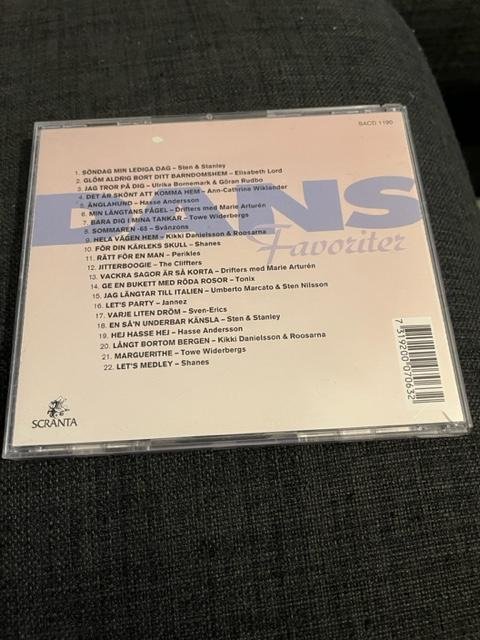 BACD 1190
1. SÖNDAG MIN LEDIGA DAG – Sten & Stanley
2. GLÖM ALDRIG BORT DITT BARNDOMSHEM – Elisabeth Lord
3. JAG TROR PÅ DIG – Ulrika Bornemark & Göran Rudbo
4. DET ÄR SKÖNT ATT KOMMA HEM – Ann-Cathrine Wiklander
5. ÄNGLAHUND – Hasse Andersson
6. MIN LÄNGTANS FÅGEL – Drifters med Marie Arturén
7. BARA DIG I MINA TANKAR – Towe Widerbergs
8. SOMMAREN -65 – Svänzons
9. HELA VÄGEN HEM – Kikki Danielsson & Roosarna
10. FÖR DIN KÄRLEKS SKULL – Shanes
11. RÄTT FÖR EN MAN – Perikles
12. JITTERBOOGIE – The Clifters
13. VACKRA SAGOR ÄR SÅ KORTA – Drifters med Marie Arturén
14. GE EN BUKETT MED RÖDA ROSOR – Tonix
15. JAG LÄNGTAR TILL ITALIEN – Umberto Marcato & Sten Nilsson
16. LET'S PARTY – Jannez
17. VARJE LITEN DRÖM – Sven-Erics
18. EN SÅ'N UNDERBAR KÄNSLA – Sten & Stanley
19. HEJ HASSE HEJ – Hasse Andersson
20. LÅNGT BORTOM BERGEN – Kikki Danielsson & Roosarna
21. MARGUERITHE – Towe Widerbergs
22. LET'S MEDLEY – Shanes
Favoriter
7 319200 070632
SCRANTA